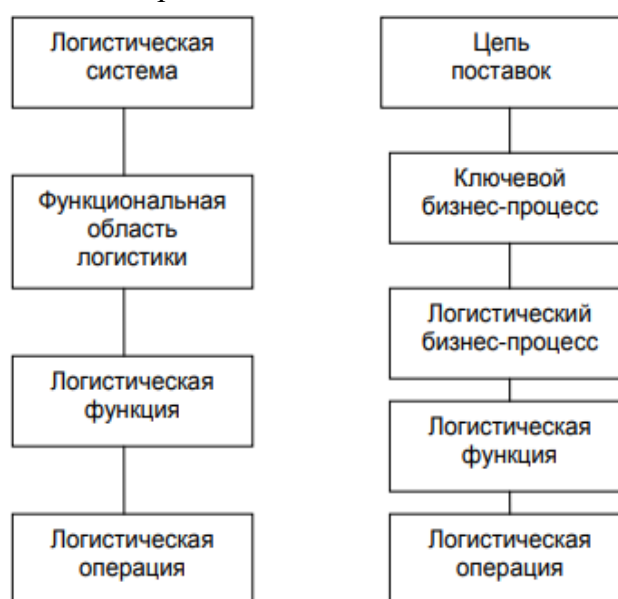 Логистическая
система
Функциональная
область
логистики
Логистическая
функция
Логистическая
операция
Цепь
поставок
Ключевой
бизнес-процесс
Логистический
бизнес-процесс
Логистическая
функция
Логистическая
операция